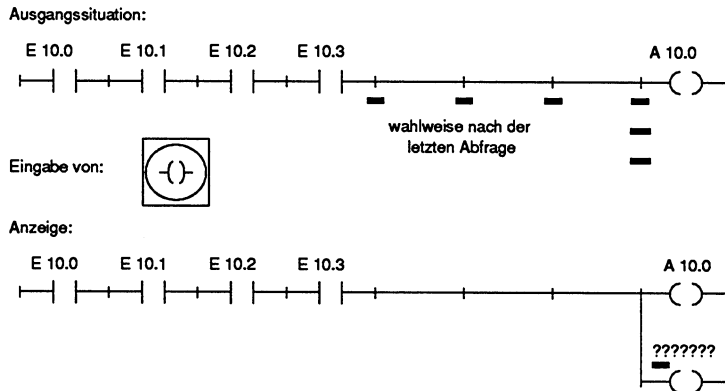 Ausgangssituation:
E 10.0 E 10.1 E 10.2 E 10.3 A 10.0
wahlweise nach der
letzten Abfrage
Eingabe von:
Anzeige:
E 10.0 E 10.1 E 10.2 E 10.3 A 10.0
???????